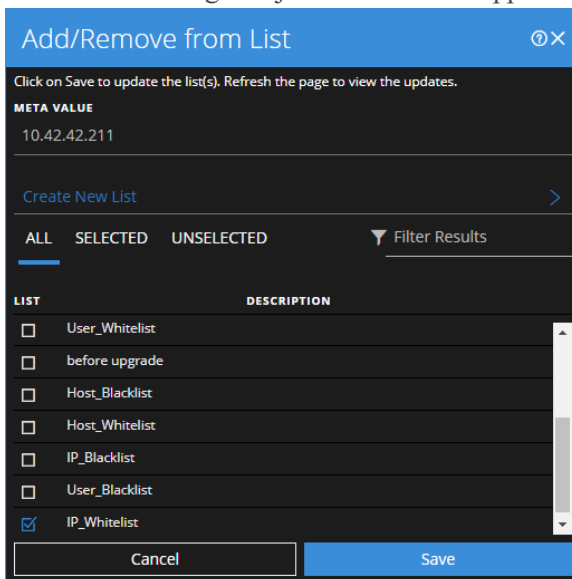 Add/Remove from List
Click on Save to update the list(s). Refresh the page to view the updates.
META VALUE
10.42.42.211
Create New List
ALL SELECTED UNSELECTED Filter Results
LIST DESCRIPTION
User_Whitelist
before upgrade
Host_Blacklist
Host_Whitelist
IP_Blacklist
User_Blacklist
IP_Whitelist
Cancel Save